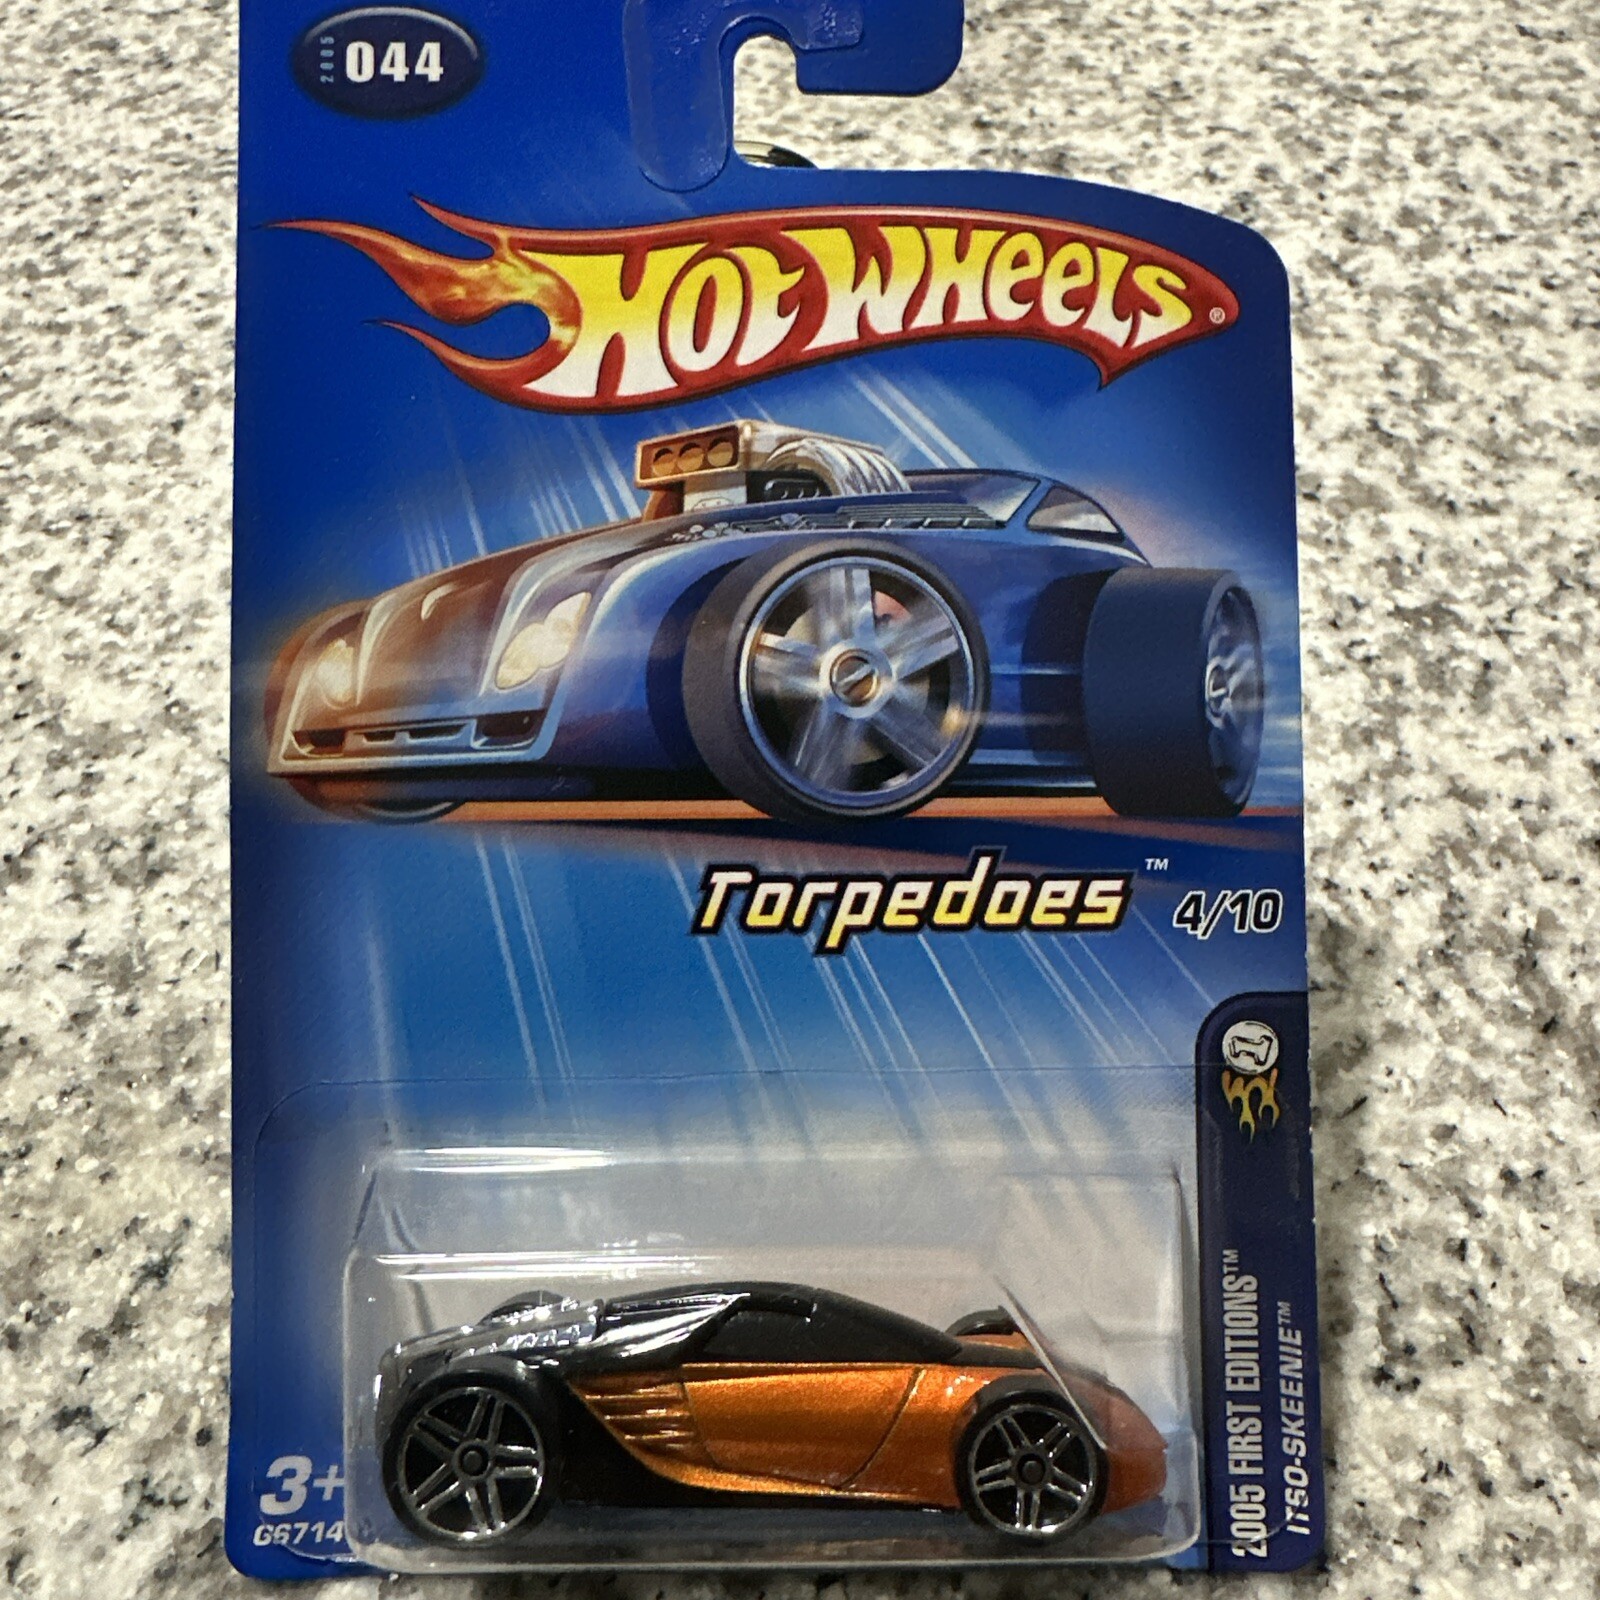 2005
044
HOT WHEELS®
Torpedoes™ 4/10
2005 FIRST EDITIONS™
ITSO-SKEENIE™
3+
G6714